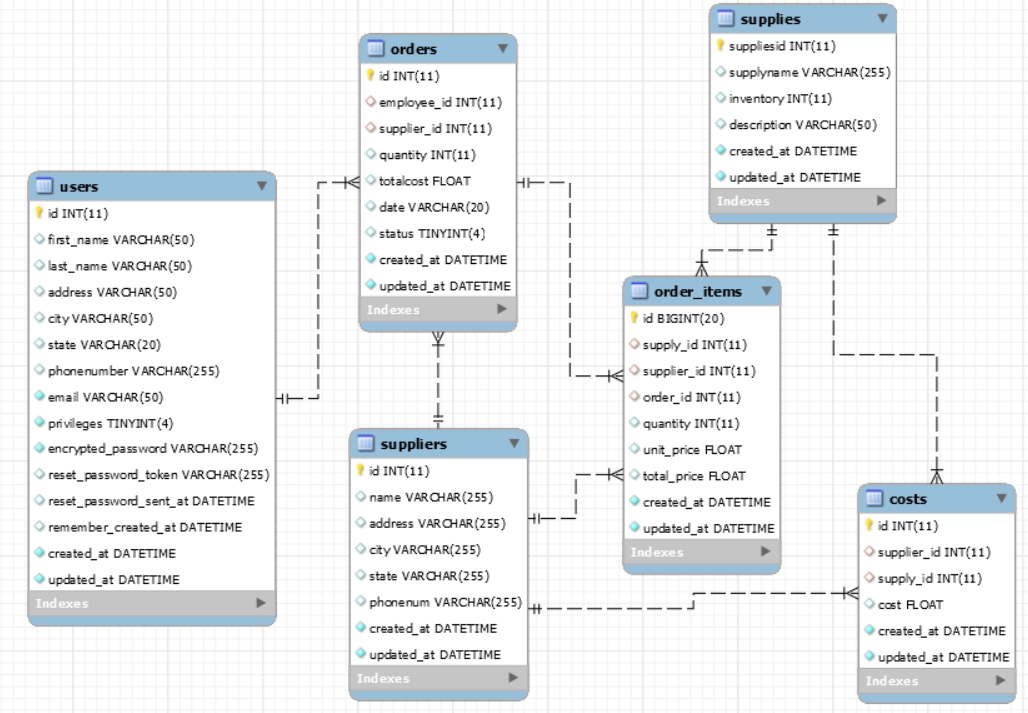 supplies
suppliesid INT(11)
supplyname VARCHAR(255)
inventory INT(11)
description VARCHAR(50)
created_at DATETIME
updated_at DATETIME
Indexes
orders
id INT(11)
employee_id INT(11)
supplier_id INT(11)
quantity INT(11)
totalcost FLOAT
date VARCHAR(20)
status TINYINT(4)
created_at DATETIME
updated_at DATETIME
Indexes
users
id INT(11)
first_name VARCHAR(50)
last_name VARCHAR(50)
address VARCHAR(50)
city VARCHAR(50)
state VARCHAR(20)
phonenumber VARCHAR(255)
email VARCHAR(50)
privileges TINYINT(4)
encrypted_password VARCHAR(255)
reset_password_token VARCHAR(255)
reset_password_sent_at DATETIME
remember_created_at DATETIME
created_at DATETIME
updated_at DATETIME
Indexes
order_items
id BIGINT(20)
supply_id INT(11)
supplier_id INT(11)
order_id INT(11)
quantity INT(11)
unit_price FLOAT
total_price FLOAT
created_at DATETIME
updated_at DATETIME
Indexes
suppliers
id INT(11)
name VARCHAR(255)
address VARCHAR(255)
city VARCHAR(255)
state VARCHAR(255)
phonenum VARCHAR(255)
created_at DATETIME
updated_at DATETIME
Indexes
costs
id INT(11)
supplier_id INT(11)
supply_id INT(11)
cost FLOAT
created_at DATETIME
updated_at DATETIME
Indexes